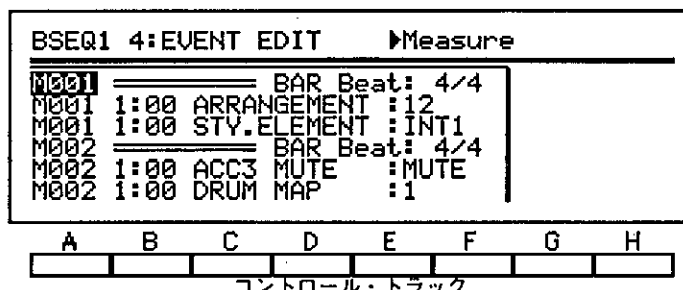 BSEQ1 4:EVENT EDIT ▶Measure
M001 ═══════ BAR Beat: 4/4
M001 1:00 ARRANGEMENT :12
M001 1:00 STY.ELEMENT :INT1
M002 ═══════ BAR Beat: 4/4
M002 1:00 ACC3 MUTE :MUTE
M002 1:00 DRUM MAP :1
A B C D E F G H
コントロール・トラック